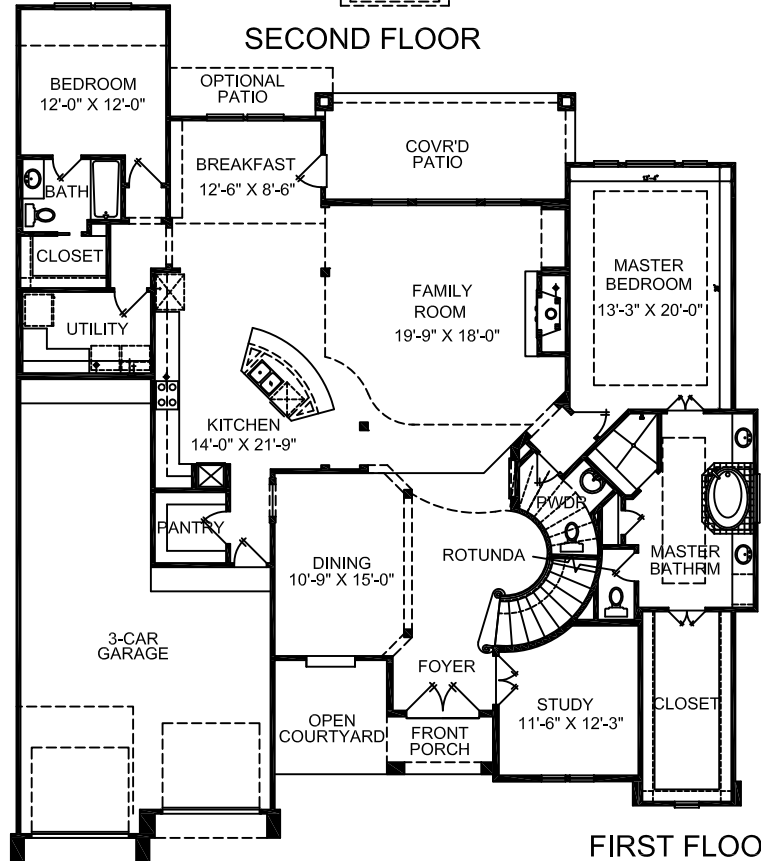 SECOND FLOOR
BEDROOM
12'-0" X 12'-0"
OPTIONAL
PATIO
BREAKFAST
12'-6" X 8'-6"
COVR'D
PATIO
BATH
CLOSET
UTILITY
FAMILY
ROOM
19'-9" X 18'-0"
MASTER
BEDROOM
13'-3" X 20'-0"
KITCHEN
14'-0" X 21'-9"
PANTRY
PWDR
ROTUNDA
MASTER
BATHRM
DINING
10'-9" X 15'-0"
3-CAR
GARAGE
FOYER
STUDY
11'-6" X 12'-3"
CLOSET
OPEN
COURTYARD
FRONT
PORCH
FIRST FLOO